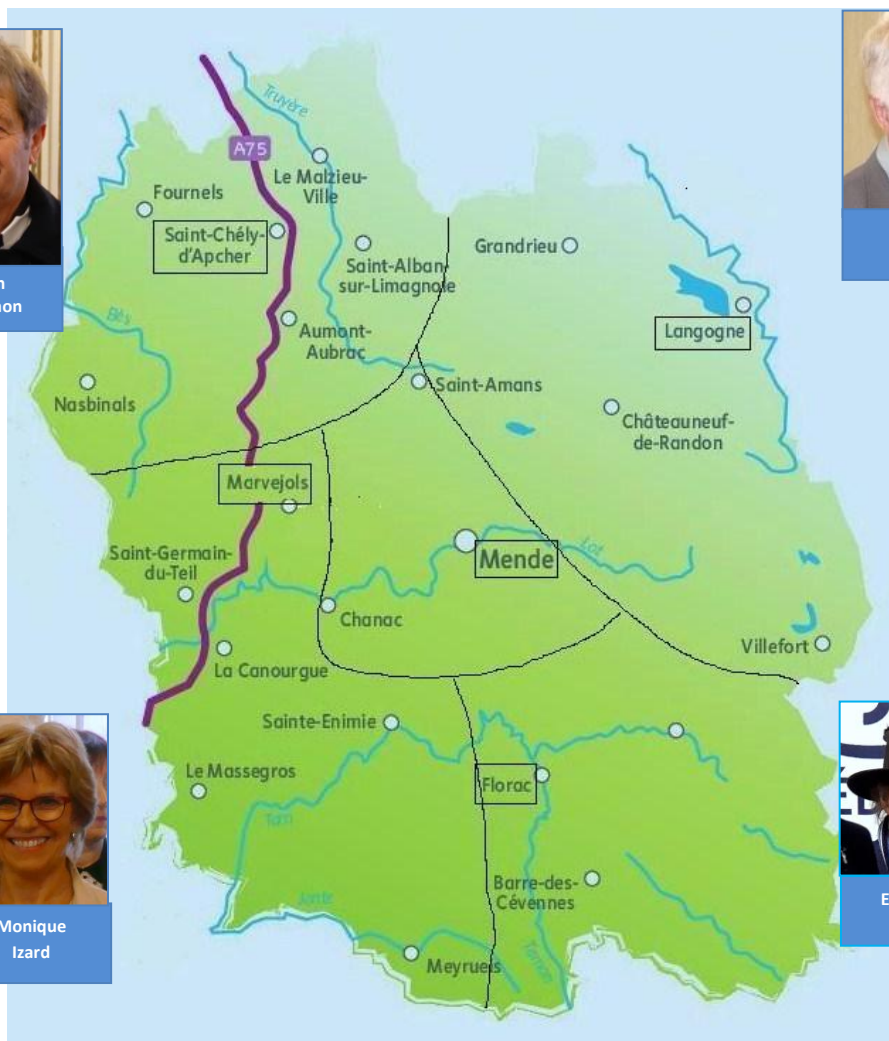 Truyère
A75
Le Malzieu-
Ville
Fournels
Saint-Chély-
d'Apcher
Saint-Alban
sur-Limagnole
Grandrieu
Langogne
Bès
Aumont-
Aubrac
Nasbinals
Saint-Amans
Châteauneuf-
de-Randon
Marvejols
Saint-Germain-
du-Teil
Mende
Lot
Chanac
La Canourgue
Villefort
Sainte-Enimie
Le Massegros
Florac
Tarn
Monique
Izard
Barre-des-
Cévennes
Jonte
Meyrueis
Tarnon